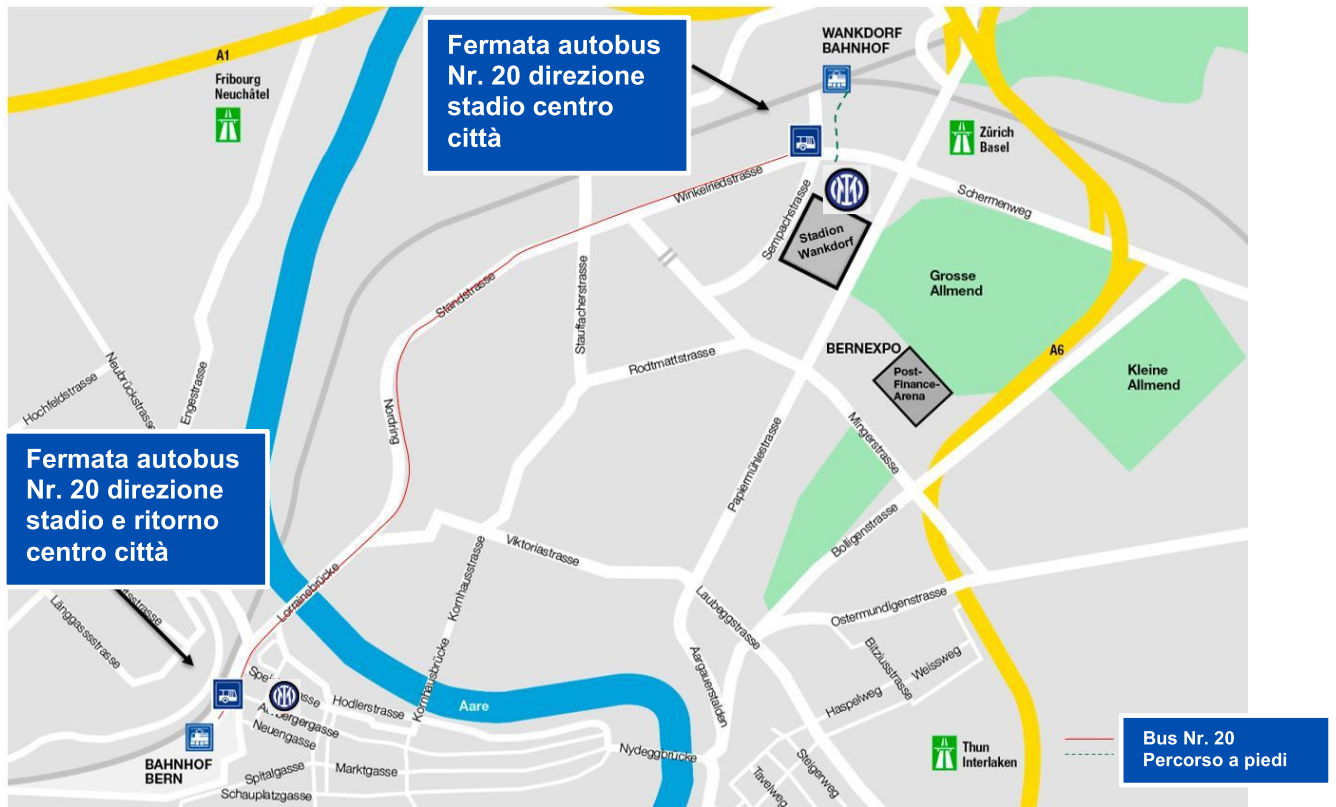 A1
Fribourg
Neuchâtel
Fermata autobus
Nr. 20 direzione
stadio centro
città
WANKDORF
BAHNHOF
Zürich
Basel
Schermenweg
Winkelriedstrasse
Sempachstrasse
Stadion
Wankdorf
Grosse
Allmend
Standstrasse
Stauffacherstrasse
Rodtmattstrasse
BERNEXPO
Post-
Finance-
Arena
A6
Kleine
Allmend
Hochfeldstrasse
Neubrückstrasse
Engestrasse
Nordring
Papiermühlestrasse
Mingerstrasse
Fermata autobus
Nr. 20 direzione
stadio e ritorno
centro città
Viktoriastrasse
Bolligenstrasse
Kornhausstrasse
Lorrainebrücke
Länggassstrasse
Laubeggstrasse
Ostermundigenstrasse
Bitziusstrasse
Weissweg
Haspelweg
Aargauerstalden
Kornhausbrücke
Hodlerstrasse
Aare
Neuengasse
Nydeggbrücke
BAHNHOF
BERN
Spitalgasse
Marktgasse
Schauplatzgasse
Tavelweg
Steigerweg
Thun
Interlaken
Bus Nr. 20
Percorso a piedi